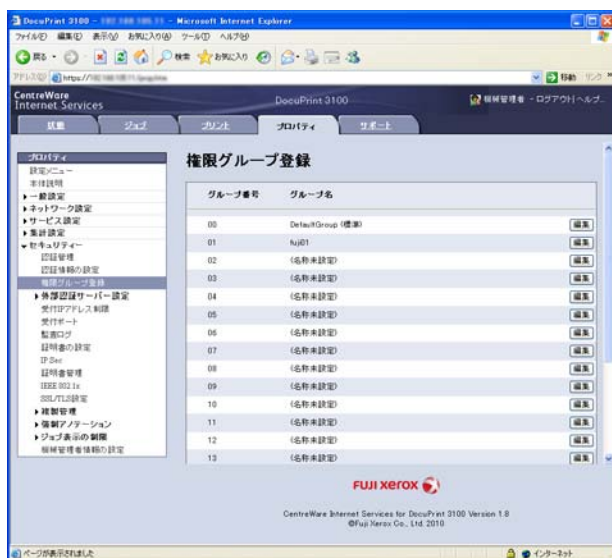 DocuPrint 3100 - - Microsoft Internet Explorer
ファイル(F) 編集(E) 表示(V) お気に入り(A) ツール(T) ヘルプ(H)
戻る 検索 お気に入り
アドレス(D) https:// 移動 リンク »
CentreWare
Internet Services
DocuPrint 3100
機械管理者 - ログアウト | ヘルプ
状態 ジョブ プリント プロパティ サポート
プロパティ
設定メニュー
本体説明
一般設定
ネットワーク設定
サービス設定
集計設定
セキュリティー
認証管理
認証情報の設定
権限グループ登録
外部認証サーバー設定
受付IPアドレス制限
受付ポート
監査ログ
証明書の設定
IP Sec
証明書管理
IEEE 802.1x
SSL/TLS設定
複製管理
強制アノテーション
ジョブ表示の制限
機械管理者情報の設定
権限グループ登録
グループ番号 グループ名
00 DefaultGroup (標準) 編集
01 fuji01 編集
02 (名称未設定) 編集
03 (名称未設定) 編集
04 (名称未設定) 編集
05 (名称未設定) 編集
06 (名称未設定) 編集
07 (名称未設定) 編集
08 (名称未設定) 編集
09 (名称未設定) 編集
10 (名称未設定) 編集
11 (名称未設定) 編集
12 (名称未設定) 編集
13 (名称未設定) 編集
FUJI XEROX
CentreWare Internet Services for DocuPrint 3100 Version 1.8
©Fuji Xerox Co., Ltd. 2010
ページが表示されました インターネット